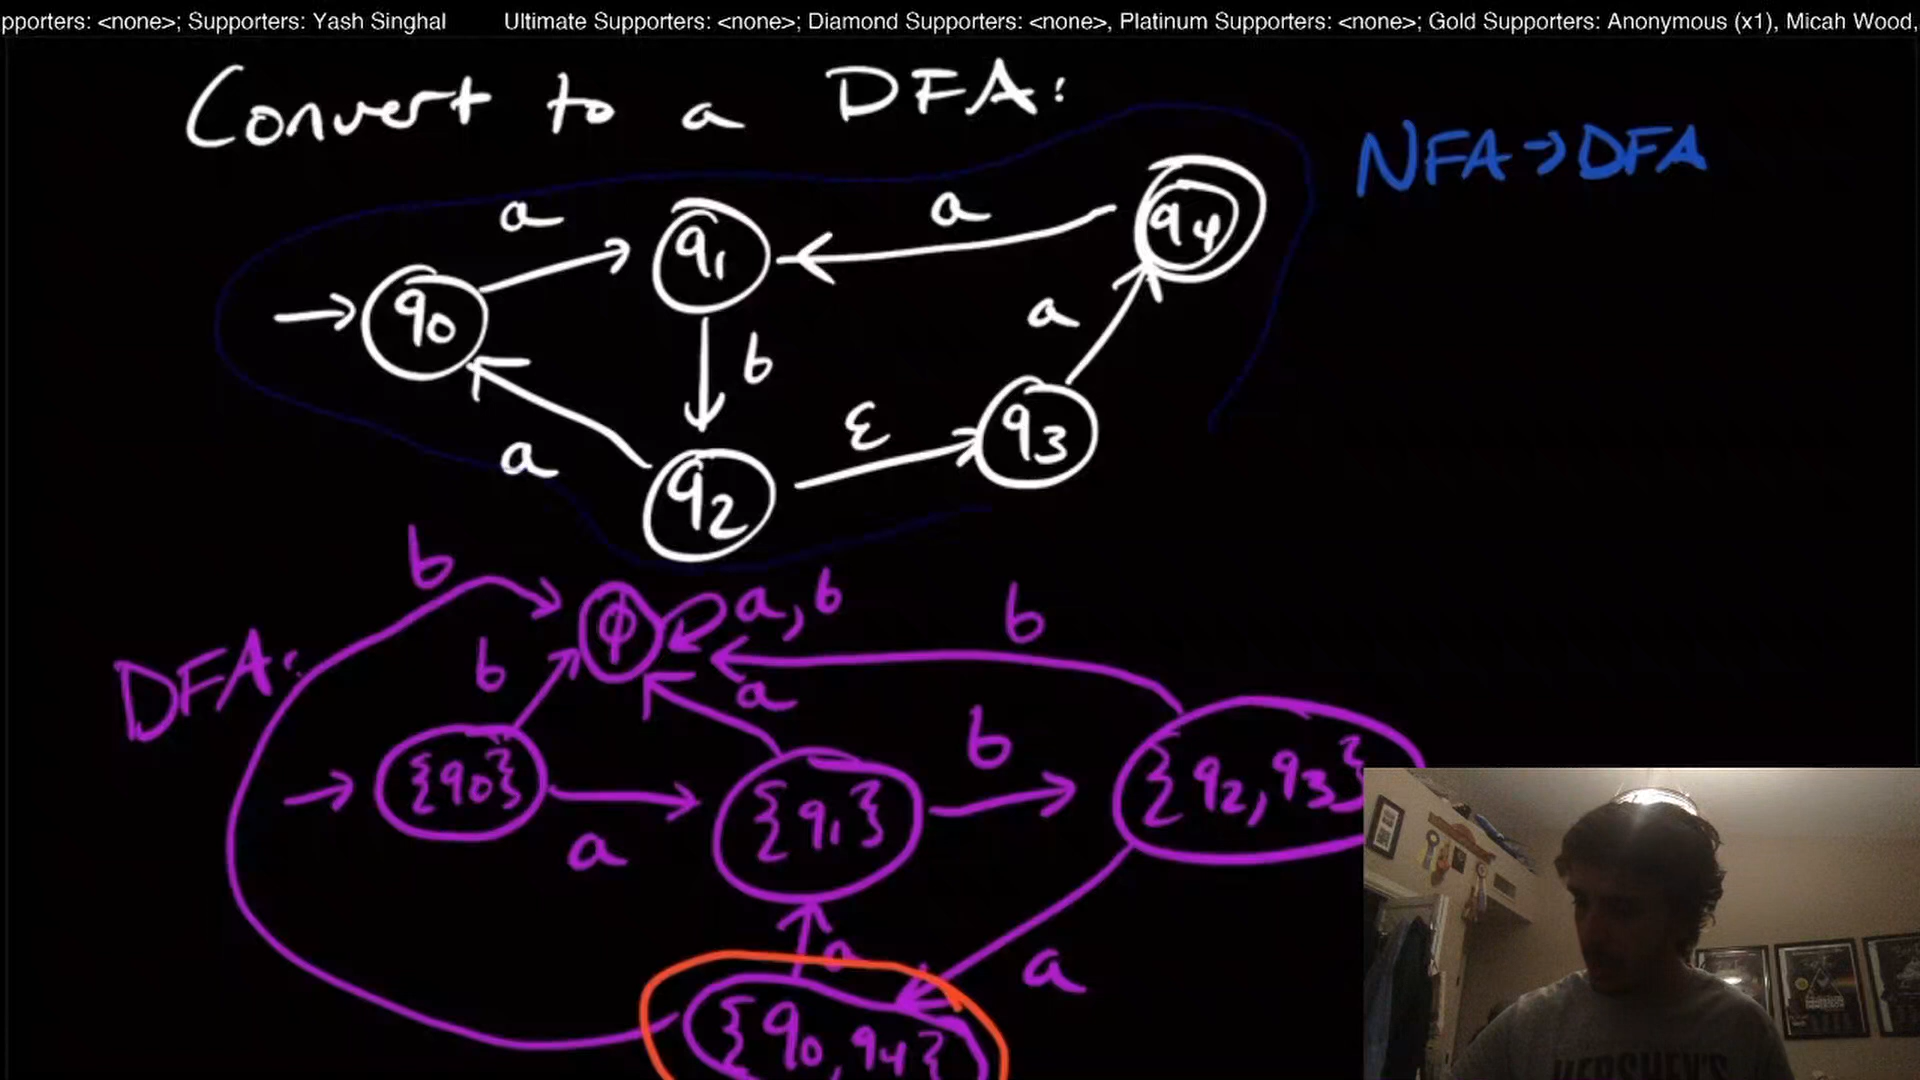 pporters: <none>; Supporters: Yash Singhal Ultimate Supporters: <none>; Diamond Supporters: <none>, Platinum Supporters: <none>; Gold Supporters: Anonymous (x1), Micah Wood,
Convert to a DFA:
NFA → DFA
a
a
q4
q1
q0
a
b
ε
q3
a
q2
b
ϕ
a,b
b
DFA:
b
a
b
{q0}
{q1}
{q2,q3}
a
a
a
{q0,q4}
HERSHEY'S